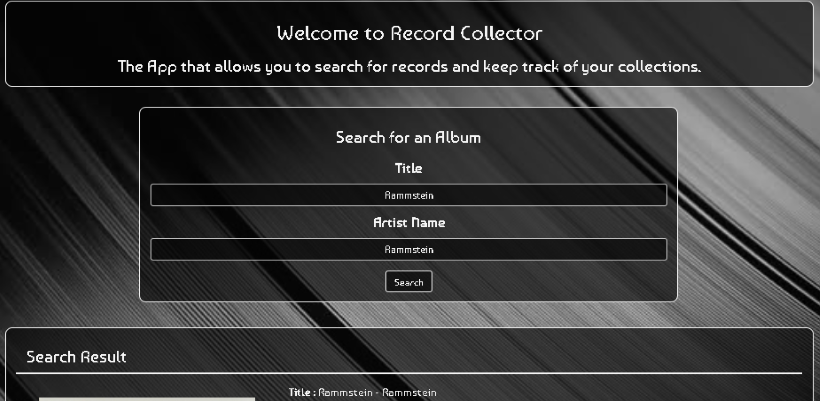 Welcome to Record Collector
The App that allows you to search for records and keep track of your collections.
Search for an Album
Title
Rammstein
Artist Name
Rammstein
Search
Search Result
Title : Rammstein - Rammstein